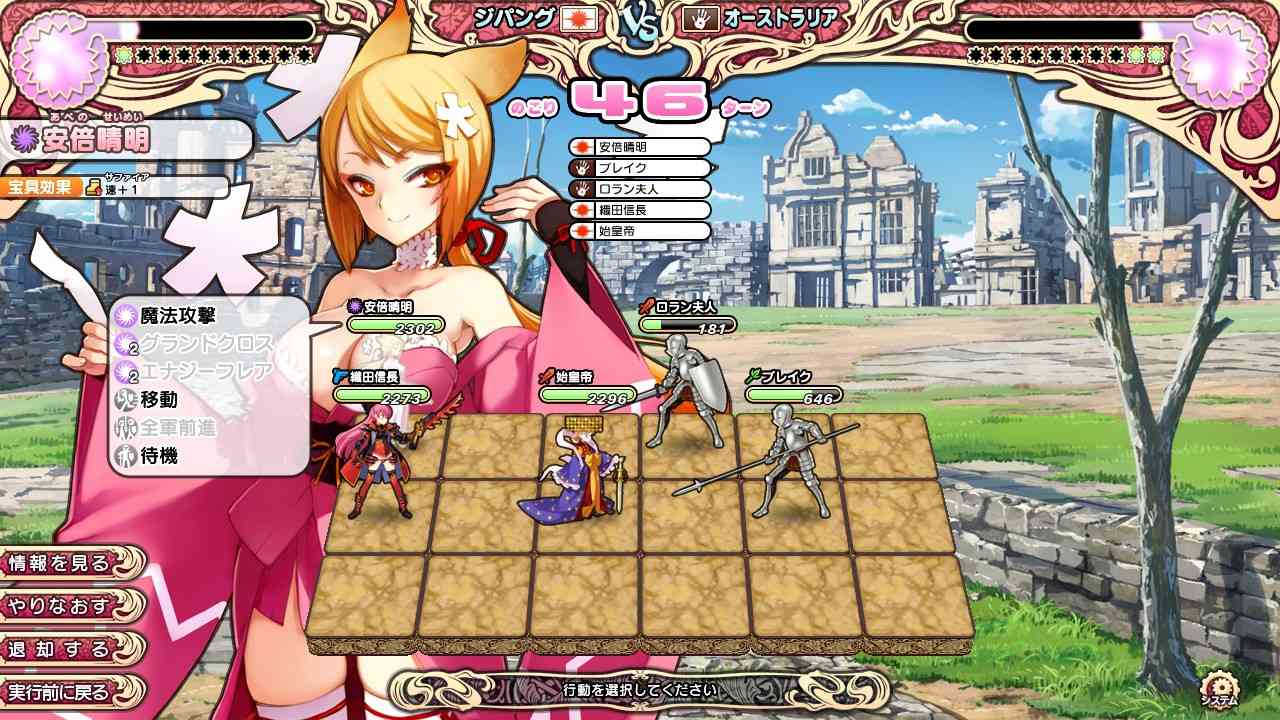 ジパング VS オーストラリア
のこり 46 ターン
あべの せいめい
安倍晴明
宝具効果 サファイア
速+1
安倍晴明
ブレイク
ロラン夫人
織田信長
始皇帝
魔法攻撃
2 グランドクロス
2 エナジーフレア
移動
全軍前進
待機
安倍晴明
2302
ロラン夫人
181
織田信長
2273
始皇帝
2296
ブレイク
646
情報を見る
やりなおす
退却する
実行前に戻る
行動を選択してください
システム